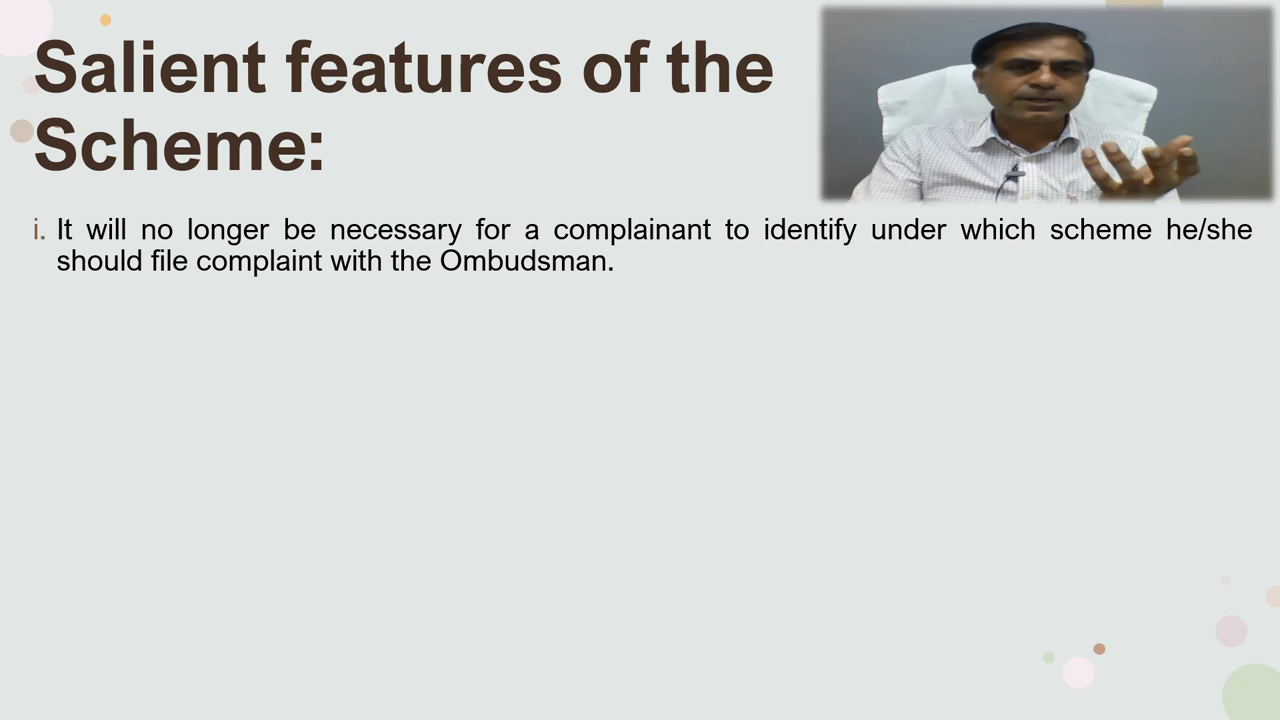 Salient features of the
Scheme:
i. It will no longer be necessary for a complainant to identify under which scheme he/she
should file complaint with the Ombudsman.